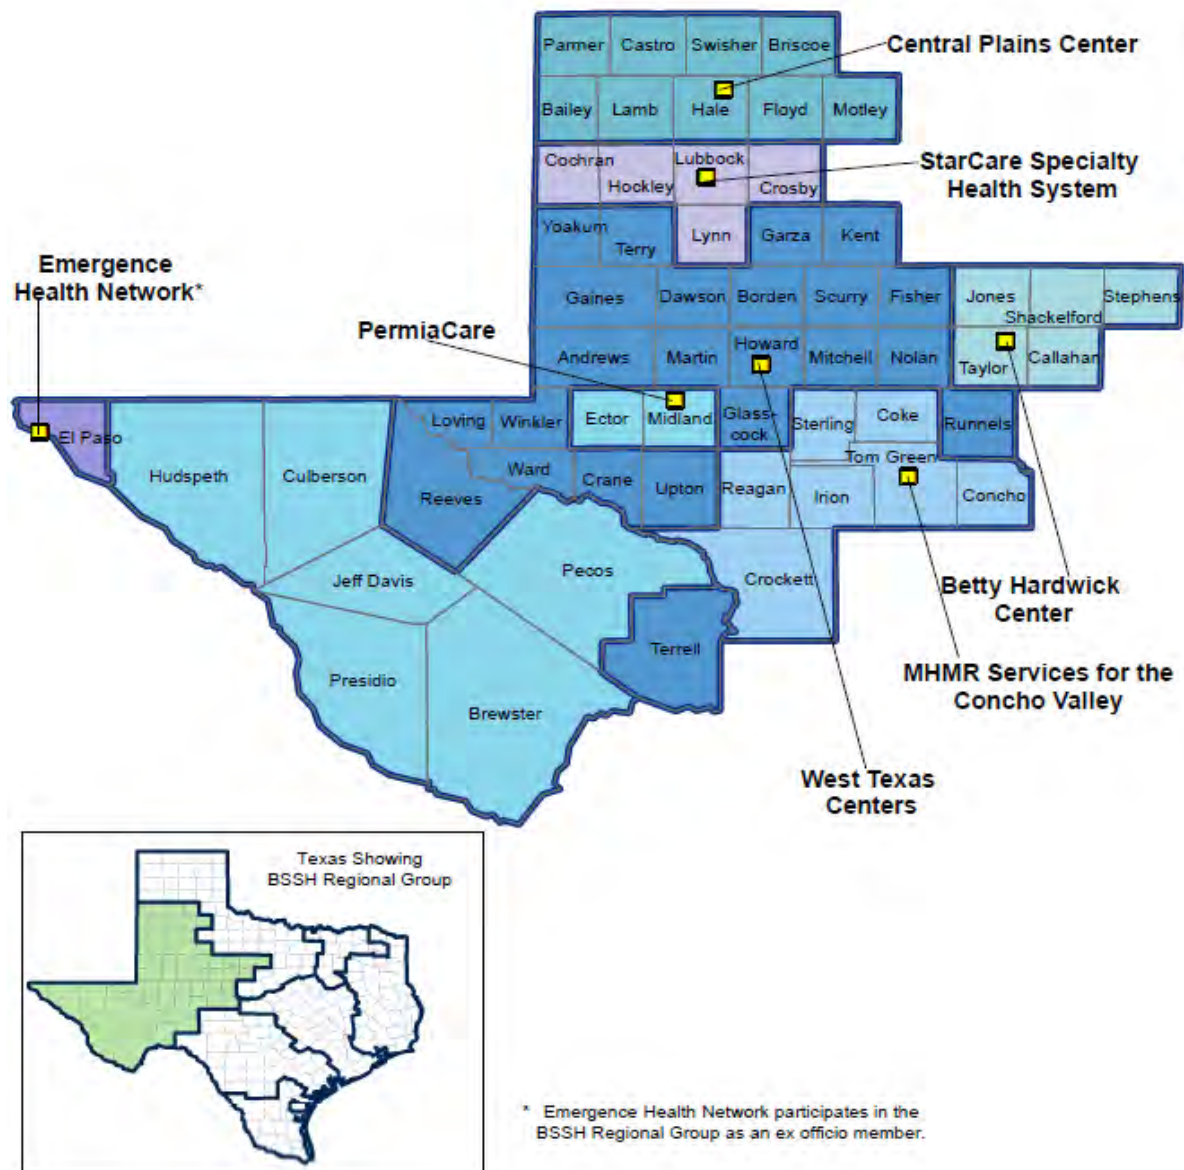 Parmer Castro Swisher Briscoe
Central Plains Center
Bailey Lamb Hale Floyd Motley
Cochran
Hockley
Lubbock
Crosby
StarCare Specialty
Health System
Yoakum
Terry
Lynn
Garza
Kent
Emergence
Health Network*
Gaines Dawson Borden Scurry Fisher
Jones
Shackelford
Stephens
PermiaCare
Andrews Martin Howard Mitchell Nolan
Taylor
Callahan
El Paso
Hudspeth
Culberson
Loving
Winkler
Ector
Midland
Glass-
cock
Sterling
Coke
Runnels
Reeves
Ward
Crane
Upton
Reagan
Irion
Tom Green
Concho
Jeff Davis
Pecos
Crockett
Betty Hardwick
Center
Presidio
Brewster
Terrell
MHMR Services for the
Concho Valley
West Texas
Centers
Texas Showing
BSSH Regional Group
* Emergence Health Network participates in the
BSSH Regional Group as an ex officio member.